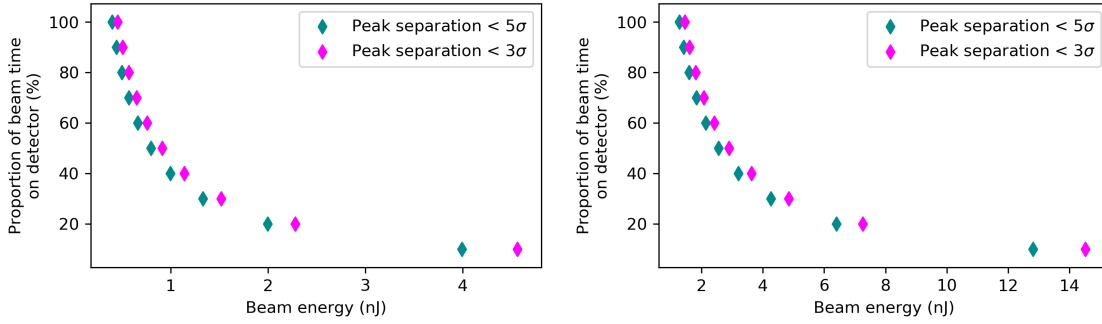 Proportion of beam time
on detector (%)
100
80
60
40
20
Peak separation < 5σ
Peak separation < 3σ
1
2
3
4
Beam energy (nJ)
Proportion of beam time
on detector (%)
100
80
60
40
20
Peak separation < 5σ
Peak separation < 3σ
2
4
6
8
10
12
14
Beam energy (nJ)